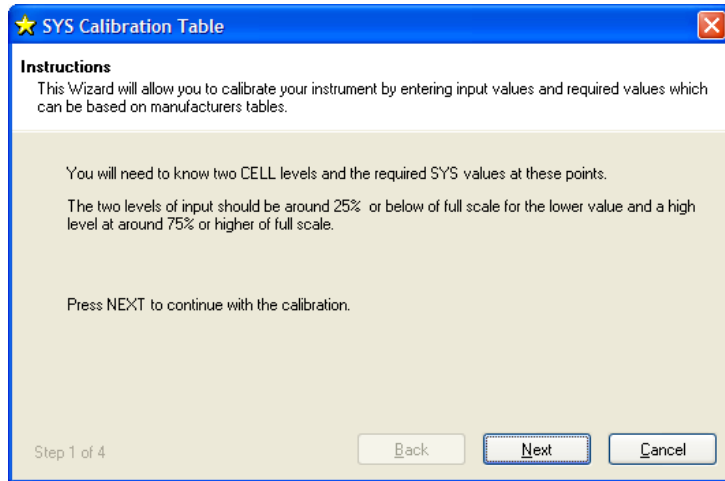 SYS Calibration Table
Instructions
This Wizard will allow you to calibrate your instrument by entering input values and required values which
can be based on manufacturers tables.
You will need to know two CELL levels and the required SYS values at these points.
The two levels of input should be around 25%  or below of full scale for the lower value and a high
level at around 75% or higher of full scale.
Press NEXT to continue with the calibration.
Step 1 of 4
Back
Next
Cancel